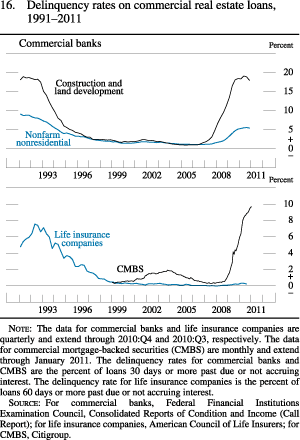 16. Delinquency rates on commercial real estate loans,
1991–2011
Commercial banks
Percent
Construction and
land development
20
15
Nonfarm
nonresidential
10
5
+
0
–
1993 1996 1999 2002 2005 2008 2011
Percent
10
Life insurance
companies
8
6
4
CMBS
2
+
0
–
1993 1996 1999 2002 2005 2008 2011
NOTE: The data for commercial banks and life insurance companies are
quarterly and extend through 2010:Q4 and 2010:Q3, respectively. The data
for commercial mortgage-backed securities (CMBS) are monthly and extend
through January 2011. The delinquency rates for commercial banks and
CMBS are the percent of loans 30 days or more past due or not accruing
interest. The delinquency rate for life insurance companies is the percent of
loans 60 days or more past due or not accruing interest.
SOURCE: For commercial banks, Federal Financial Institutions
Examination Council, Consolidated Reports of Condition and Income (Call
Report); for life insurance companies, American Council of Life Insurers; for
CMBS, Citigroup.